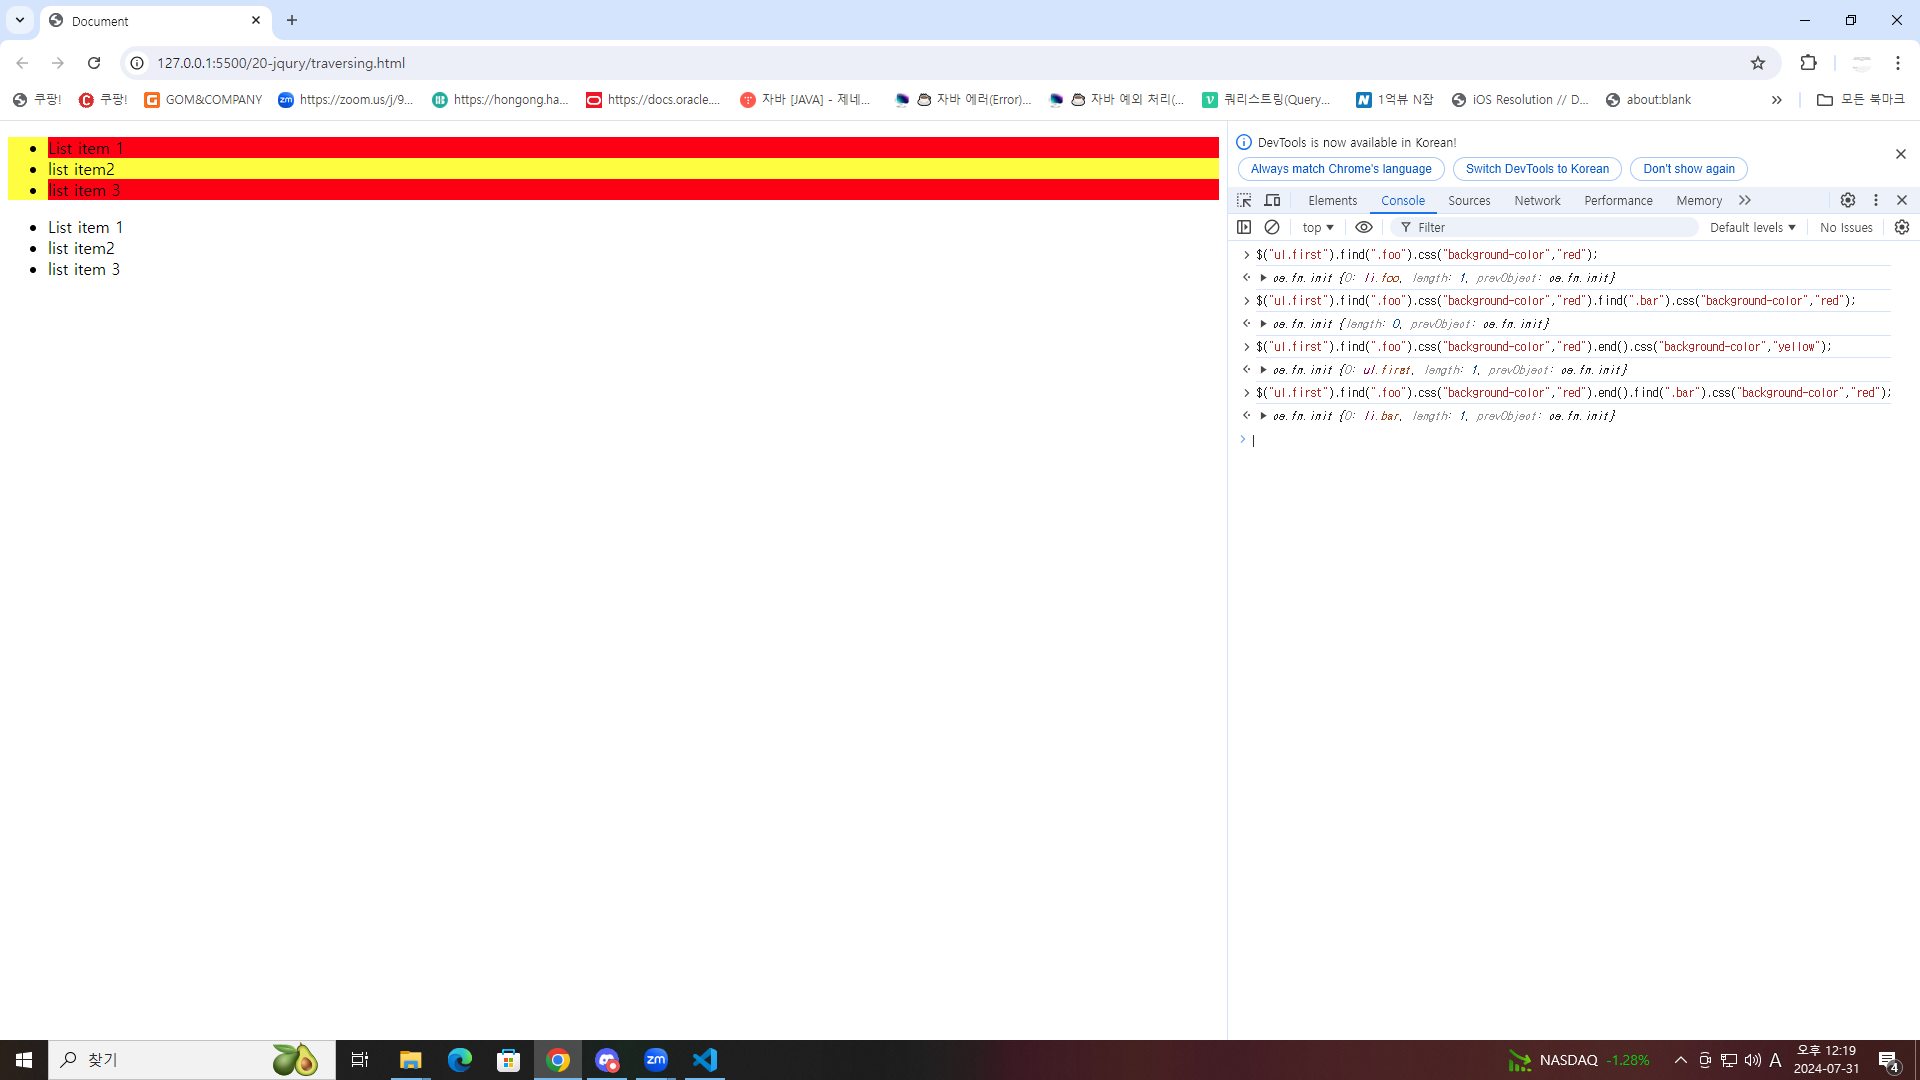 Document
127.0.0.1:5500/20-jqury/traversing.html
쿠팡! 쿠팡! GOM&COMPANY https://zoom.us/j/9... https://hongong.ha... https://docs.oracle.... 자바 [JAVA] - 제네... 자바 에러(Error)... 자바 예외 처리(... 쿼리스트링(Query... 1억뷰 N잡 iOS Resolution // D... about:blank 모든 북마크
List item 1
list item2
list item 3
List item 1
list item2
list item 3
DevTools is now available in Korean!
Always match Chrome's language Switch DevTools to Korean Don't show again
Elements Console Sources Network Performance Memory
top Filter Default levels No Issues
$("ul.first").find(".foo").css("background-color","red");
oe.fn.init {0: li.foo, length: 1, prevObject: oe.fn.init}
$("ul.first").find(".foo").css("background-color","red").find(".bar").css("background-color","red");
oe.fn.init {length: 0, prevObject: oe.fn.init}
$("ul.first").find(".foo").css("background-color","red").end().css("background-color","yellow");
oe.fn.init {0: ul.first, length: 1, prevObject: oe.fn.init}
$("ul.first").find(".foo").css("background-color","red").end().find(".bar").css("background-color","red");
oe.fn.init {0: li.bar, length: 1, prevObject: oe.fn.init}
찾기 zm NASDAQ -1.28% A 오후 12:19
2024-07-31 4